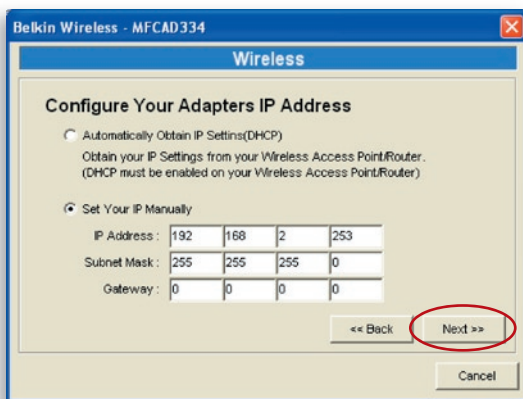 Belkin Wireless - MFCAD334
Wireless
Configure Your Adapters IP Address
Automatically Obtain IP Settins(DHCP)
Obtain your IP Settings from your Wireless Access Point/Router.
(DHCP must be enabled on your Wireless Access Point/Router)
Set Your IP Manually
IP Address : 192 168 2 253
Subnet Mask : 255 255 255 0
Gateway : 0 0 0 0
<< Back Next >>
Cancel